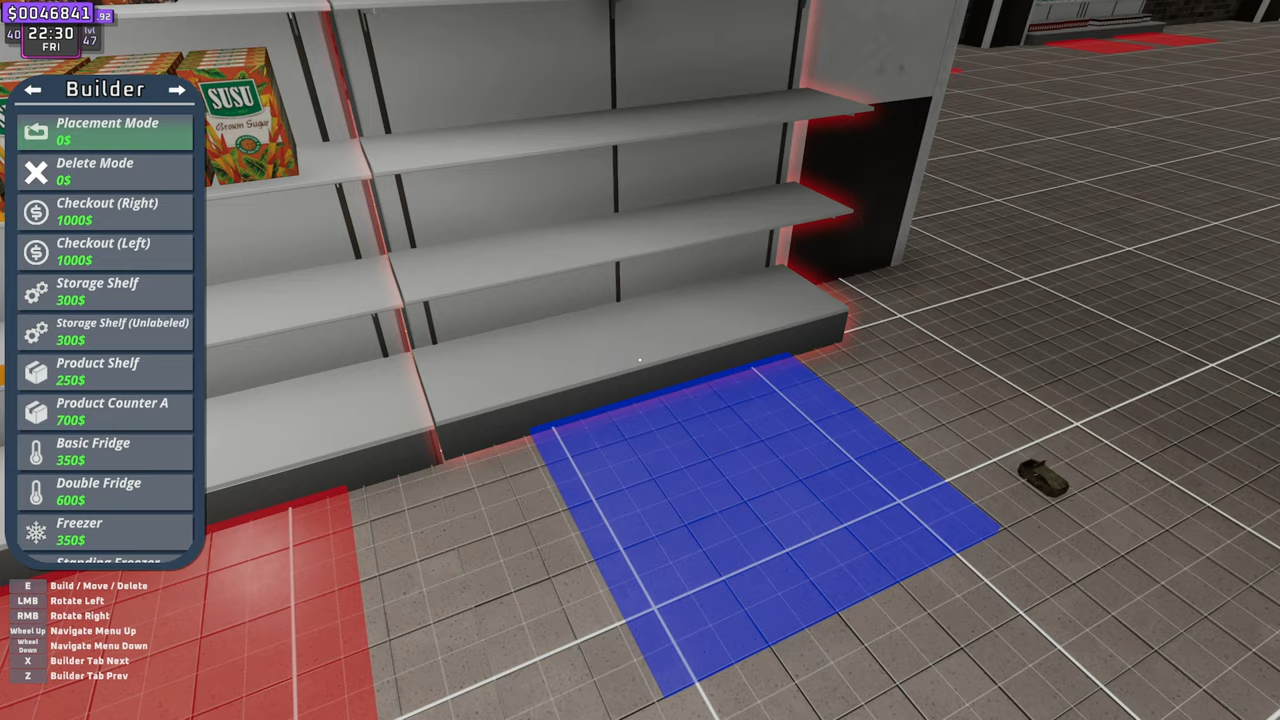 $0046841.92
40
22:30
FRI
lvl
47
Builder
Placement Mode
0$
Delete Mode
0$
Checkout (Right)
1000$
Checkout (Left)
1000$
Storage Shelf
300$
Storage Shelf (Unlabeled)
300$
Product Shelf
250$
Product Counter A
700$
Basic Fridge
350$
Double Fridge
600$
Freezer
350$
Standing Freezer
E Build / Move / Delete
LMB Rotate Left
RMB Rotate Right
Wheel Up Navigate Menu Up
Wheel Down Navigate Menu Down
X Builder Tab Next
Z Builder Tab Prev
SUSU
Brown Sugar